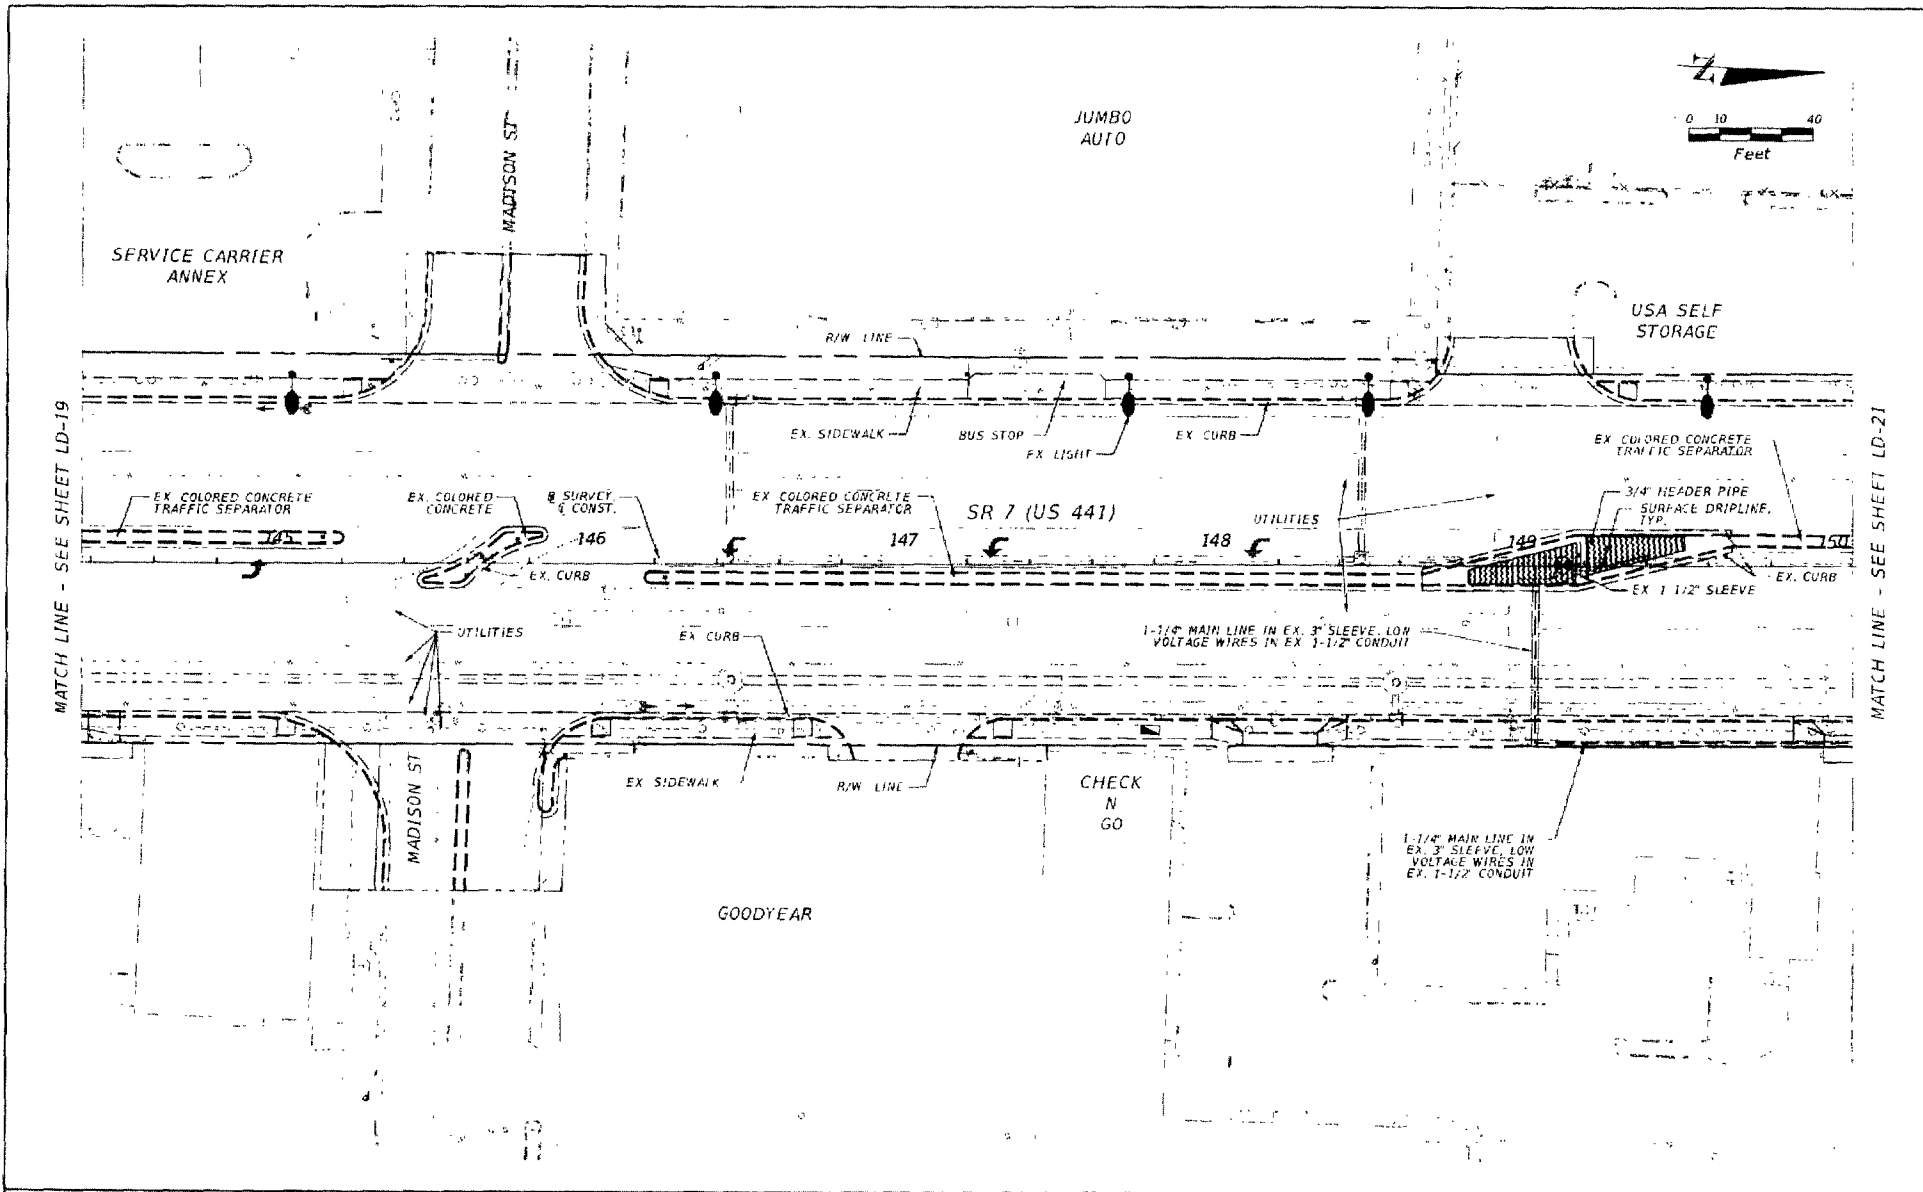 Z
0 10 40
Feet
JUMBO
AUTO
MADISON ST
SERVICE CARRIER
ANNEX
USA SELF
STORAGE
R/W LINE
EX. SIDEWALK
BUS STOP
EX LIGHT
EX CURB
EX COLORED CONCRETE
TRAFFIC SEPARATOR
MATCH LINE - SEE SHEET LD-19
MATCH LINE - SEE SHEET LD-21
EX COLORED CONCRETE
TRAFFIC SEPARATOR
EX. COLORED
CONCRETE
B SURVEY,
C CONST.
EX COLORED CONCRETE
TRAFFIC SEPARATOR
SR 7 (US 441)
UTILITIES
3/4" HEADER PIPE
SURFACE DRIPLINE,
TYP.
145
146
147
148
149
150
EX. CURB
EX. CURB
EX 1 1/2" SLEEVE
UTILITIES
EX CURB
1-1/4" MAIN LINE IN EX. 3" SLEEVE, LOW
VOLTAGE WIRES IN EX 1-1/2" CONDUIT
MADISON ST
EX SIDEWALK
R/W LINE
CHECK
N
GO
1-1/4" MAIN LINE IN
EX. 3" SLEEVE, LOW
VOLTAGE WIRES IN
EX. 1-1/2" CONDUIT
GOODYEAR